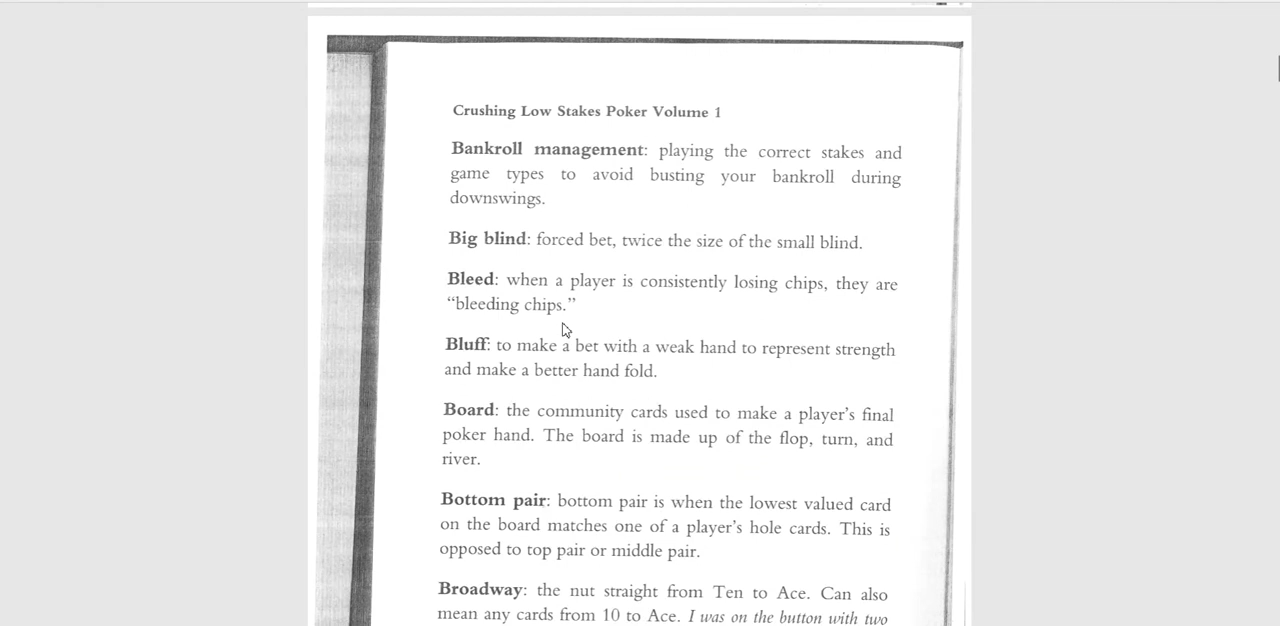 Crushing Low Stakes Poker Volume 1
Bankroll management: playing the correct stakes and
game types to avoid busting your bankroll during
downswings.
Big blind: forced bet, twice the size of the small blind.
Bleed: when a player is consistently losing chips, they are
“bleeding chips.”
Bluff: to make a bet with a weak hand to represent strength
and make a better hand fold.
Board: the community cards used to make a player’s final
poker hand. The board is made up of the flop, turn, and
river.
Bottom pair: bottom pair is when the lowest valued card
on the board matches one of a player’s hole cards. This is
opposed to top pair or middle pair.
Broadway: the nut straight from Ten to Ace. Can also
mean any cards from 10 to Ace. I was on the button with two